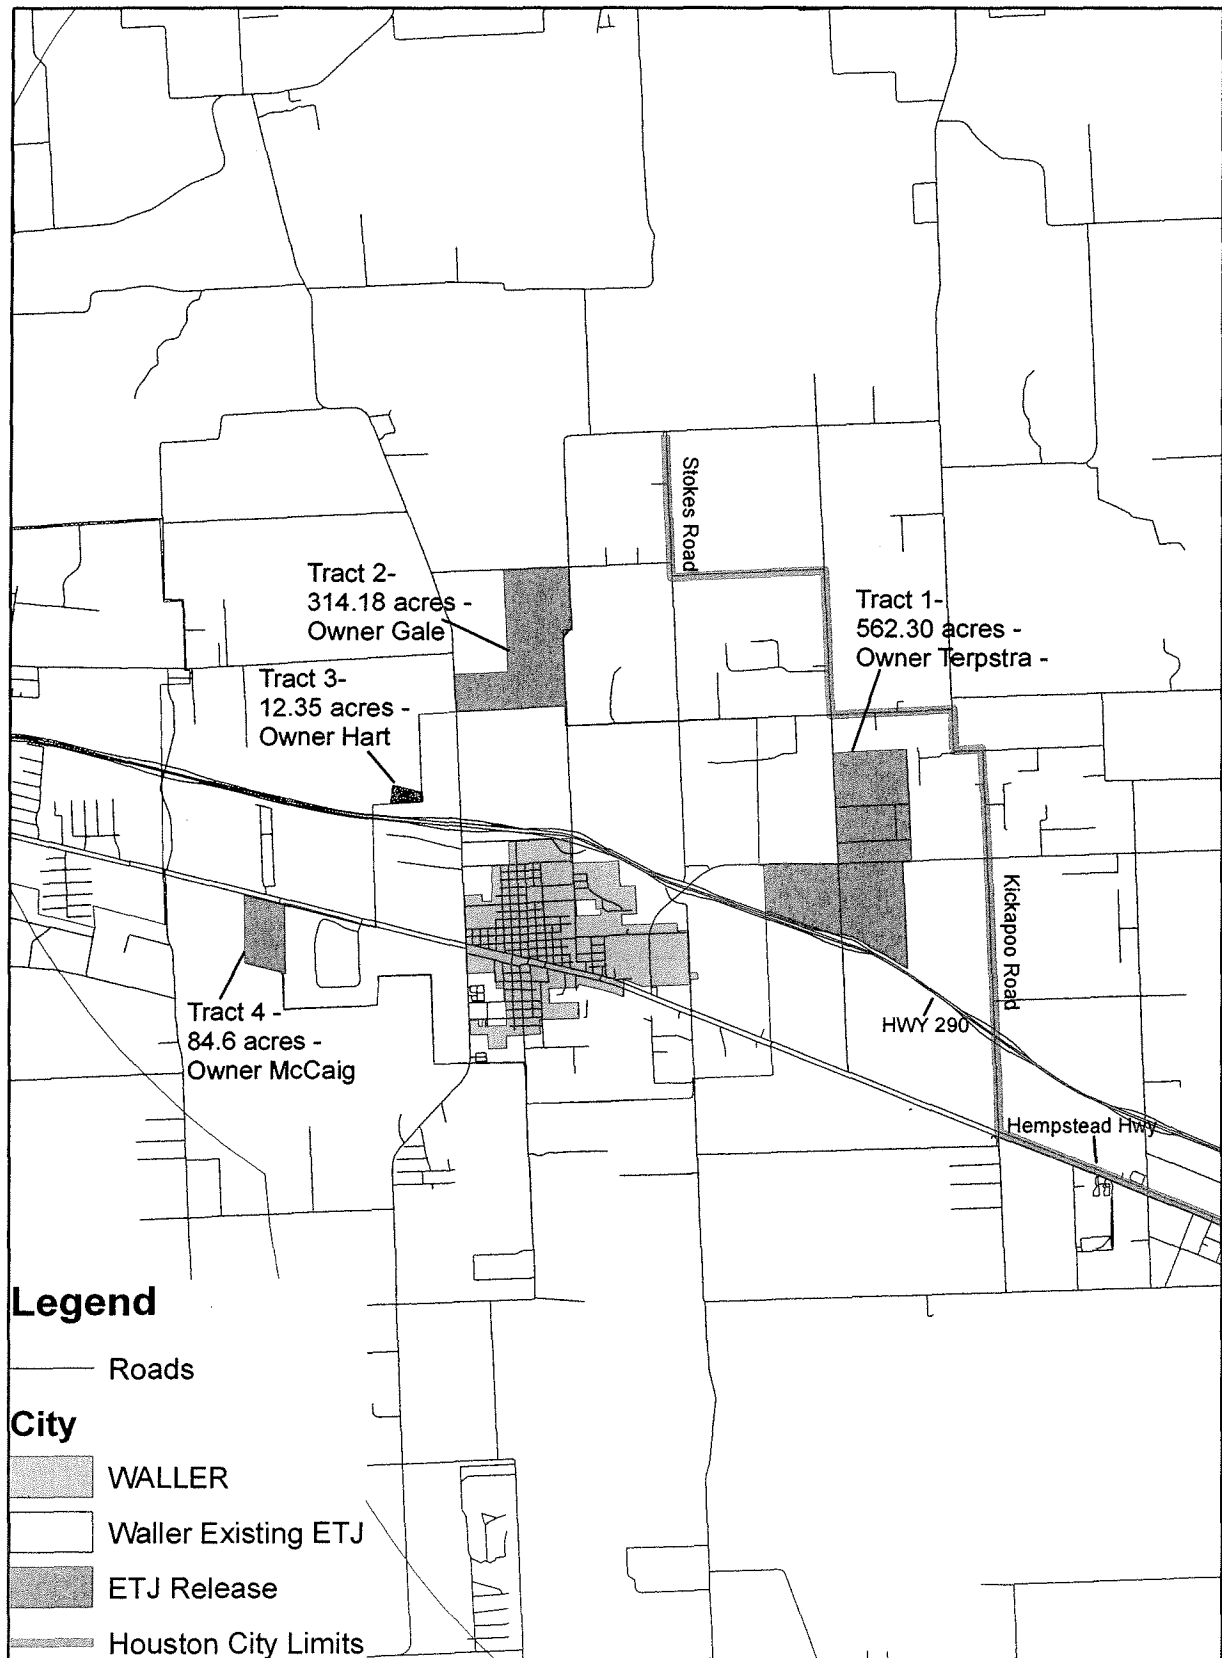 Stokes Road
Tract 2-
314.18 acres -
Owner Gale
Tract 1-
562.30 acres -
Owner Terpstra -
Tract 3-
12.35 acres -
Owner Hart
Kickapoo Road
Tract 4 -
84.6 acres -
Owner McCaig
HWY 290
Hempstead Hwy
Legend
Roads
City
WALLER
Waller Existing ETJ
ETJ Release
Houston City Limits